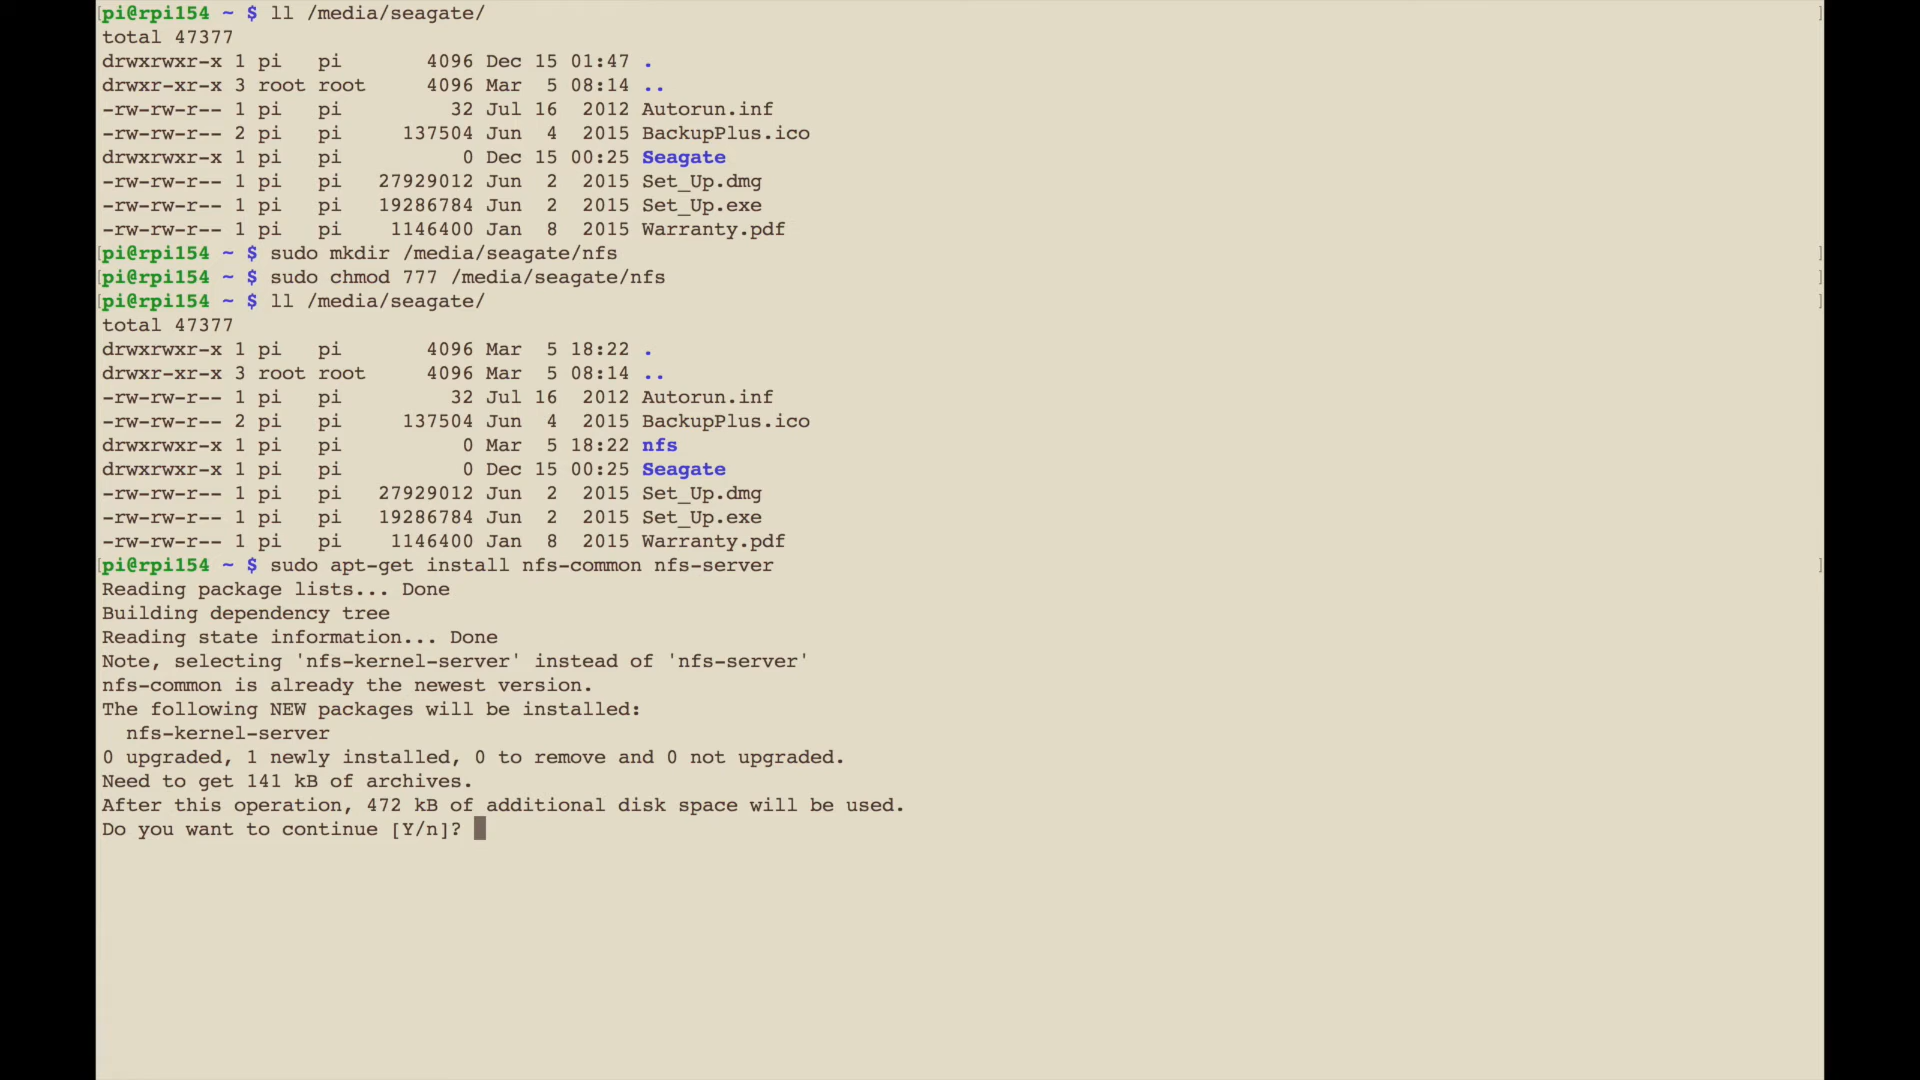 [pi@rpi154 ~ $ ll /media/seagate/ ]
total 47377
drwxrwxr-x 1 pi   pi       4096 Dec 15 01:47 .
drwxr-xr-x 3 root root     4096 Mar  5 08:14 ..
-rw-rw-r-- 1 pi   pi         32 Jul 16  2012 Autorun.inf
-rw-rw-r-- 2 pi   pi     137504 Jun  4  2015 BackupPlus.ico
drwxrwxr-x 1 pi   pi          0 Dec 15 00:25 Seagate
-rw-rw-r-- 1 pi   pi   27929012 Jun  2  2015 Set_Up.dmg
-rw-rw-r-- 1 pi   pi   19286784 Jun  2  2015 Set_Up.exe
-rw-rw-r-- 1 pi   pi    1146400 Jan  8  2015 Warranty.pdf
[pi@rpi154 ~ $ sudo mkdir /media/seagate/nfs ]
[pi@rpi154 ~ $ sudo chmod 777 /media/seagate/nfs ]
[pi@rpi154 ~ $ ll /media/seagate/ ]
total 47377
drwxrwxr-x 1 pi   pi       4096 Mar  5 18:22 .
drwxr-xr-x 3 root root     4096 Mar  5 08:14 ..
-rw-rw-r-- 1 pi   pi         32 Jul 16  2012 Autorun.inf
-rw-rw-r-- 2 pi   pi     137504 Jun  4  2015 BackupPlus.ico
drwxrwxr-x 1 pi   pi          0 Mar  5 18:22 nfs
drwxrwxr-x 1 pi   pi          0 Dec 15 00:25 Seagate
-rw-rw-r-- 1 pi   pi   27929012 Jun  2  2015 Set_Up.dmg
-rw-rw-r-- 1 pi   pi   19286784 Jun  2  2015 Set_Up.exe
-rw-rw-r-- 1 pi   pi    1146400 Jan  8  2015 Warranty.pdf
[pi@rpi154 ~ $ sudo apt-get install nfs-common nfs-server ]
Reading package lists... Done
Building dependency tree
Reading state information... Done
Note, selecting 'nfs-kernel-server' instead of 'nfs-server'
nfs-common is already the newest version.
The following NEW packages will be installed:
  nfs-kernel-server
0 upgraded, 1 newly installed, 0 to remove and 0 not upgraded.
Need to get 141 kB of archives.
After this operation, 472 kB of additional disk space will be used.
Do you want to continue [Y/n]?